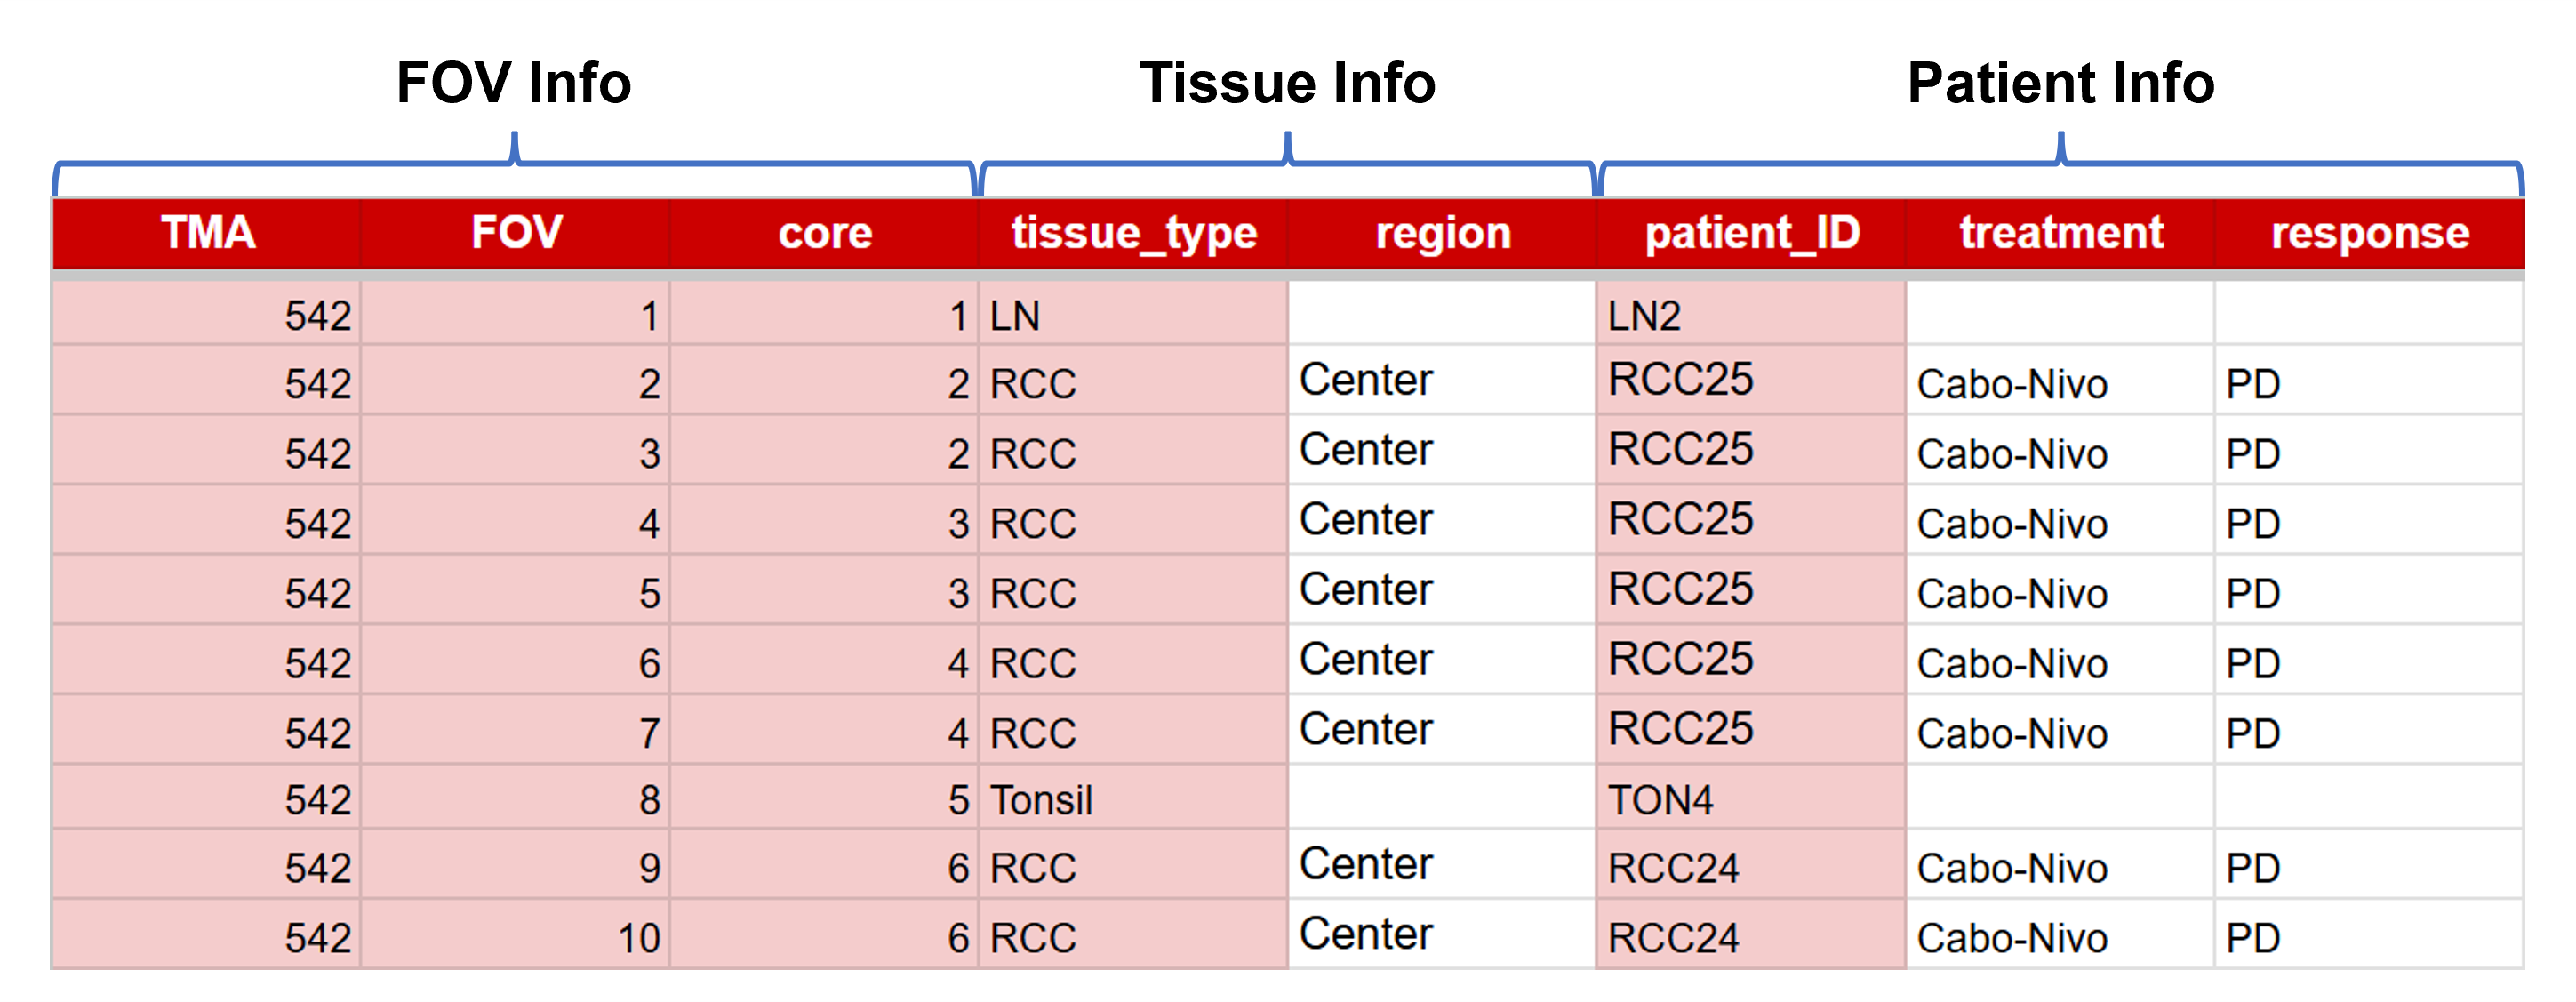 FOV Info Tissue Info Patient Info
TMA FOV core tissue_type region patient_ID treatment response
542 1 1 LN LN2
542 2 2 RCC Center RCC25 Cabo-Nivo PD
542 3 2 RCC Center RCC25 Cabo-Nivo PD
542 4 3 RCC Center RCC25 Cabo-Nivo PD
542 5 3 RCC Center RCC25 Cabo-Nivo PD
542 6 4 RCC Center RCC25 Cabo-Nivo PD
542 7 4 RCC Center RCC25 Cabo-Nivo PD
542 8 5 Tonsil TON4
542 9 6 RCC Center RCC24 Cabo-Nivo PD
542 10 6 RCC Center RCC24 Cabo-Nivo PD